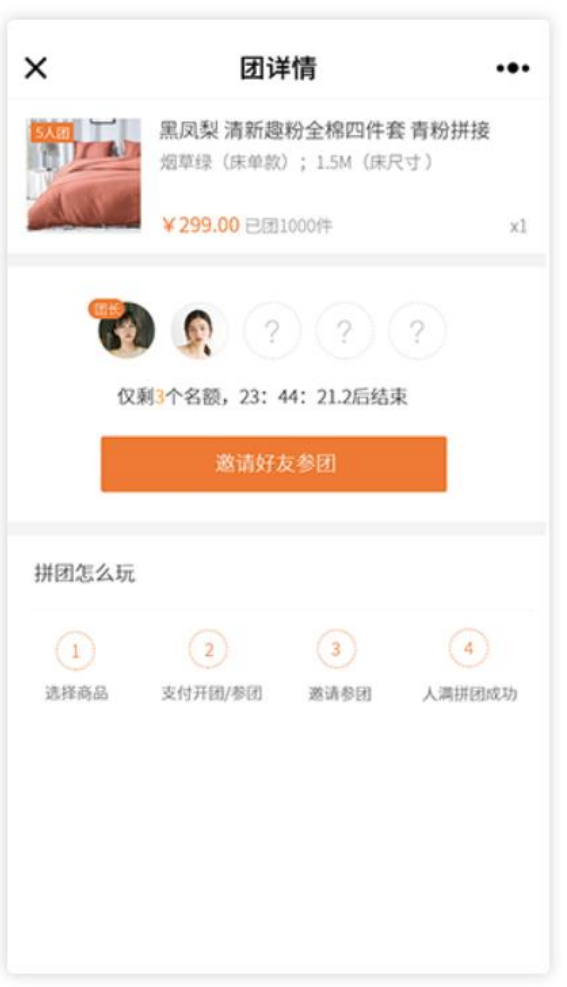 团详情
5人团
黑凤梨 清新趣粉全棉四件套 青粉拼接
烟草绿（床单款）；1.5M（床尺寸）
￥299.00 已团1000件 x1
团长
? ? ?
仅剩3个名额，23：44：21.2后结束
邀请好友参团
拼团怎么玩
1 2 3 4
选择商品 支付开团/参团 邀请参团 人满拼团成功